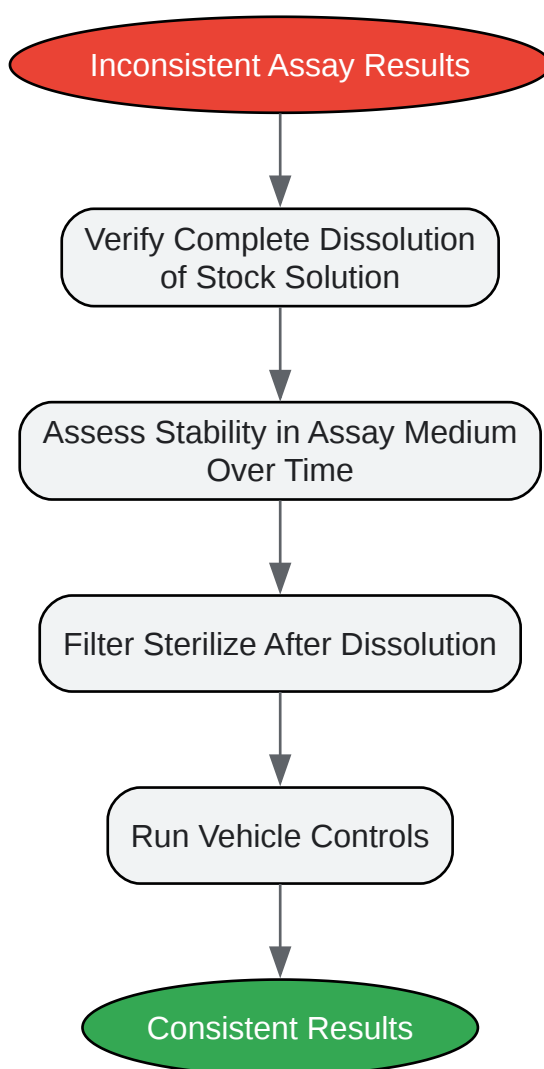 Inconsistent Assay Results
Verify Complete Dissolution
of Stock Solution
Assess Stability in Assay Medium
Over Time
Filter Sterilize After Dissolution
Run Vehicle Controls
Consistent Results